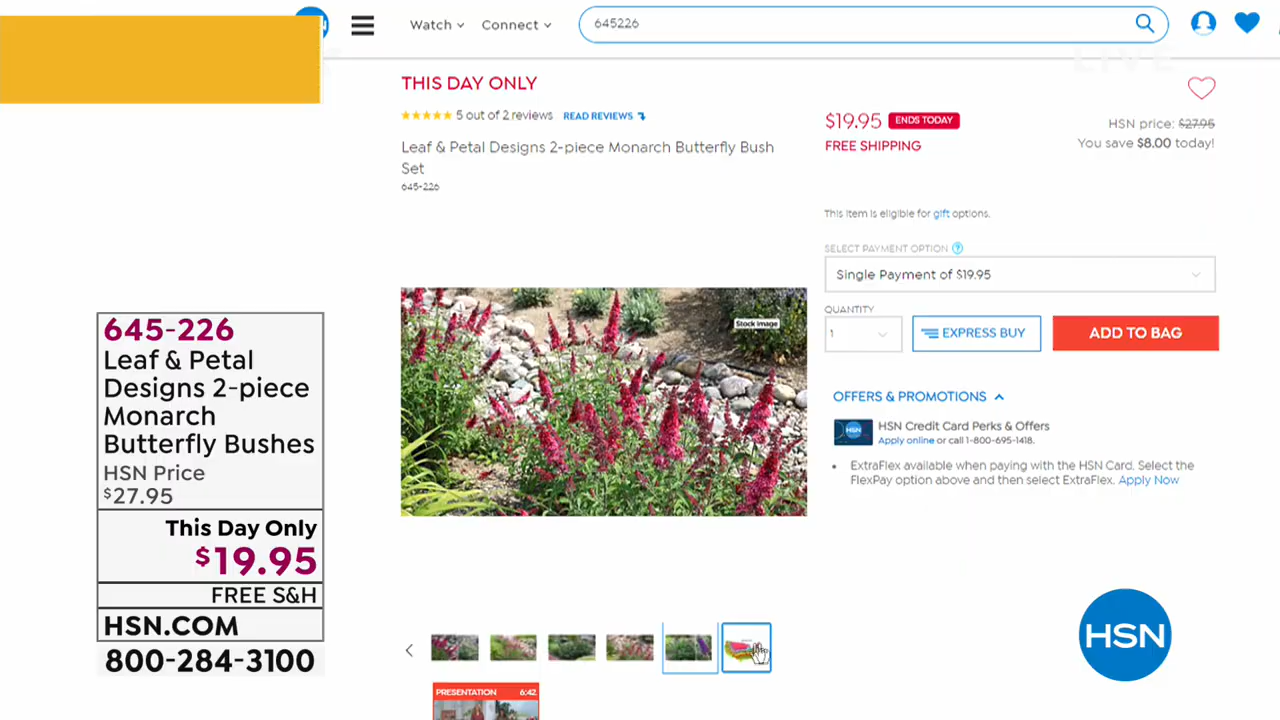 Watch
Connect
645226
LIVE
THIS DAY ONLY
5 out of 2 reviews
READ REVIEWS
Leaf & Petal Designs 2-piece Monarch Butterfly Bush
Set
645-226
$19.95
ENDS TODAY
FREE SHIPPING
HSN price: $27.95
You save $8.00 today!
This item is eligible for gift options.
SELECT PAYMENT OPTION ?
Single Payment of $19.95
QUANTITY
1
EXPRESS BUY
ADD TO BAG
OFFERS & PROMOTIONS
HSN
HSN Credit Card Perks & Offers
Apply online or call 1-800-695-1418.
• ExtraFlex available when paying with the HSN Card. Select the
FlexPay option above and then select ExtraFlex. Apply Now
Stock Image
645-226
Leaf & Petal
Designs 2-piece
Monarch
Butterfly Bushes
HSN Price
$27.95
This Day Only
$19.95
FREE S&H
HSN.COM
800-284-3100
PRESENTATION 6:42
HSN